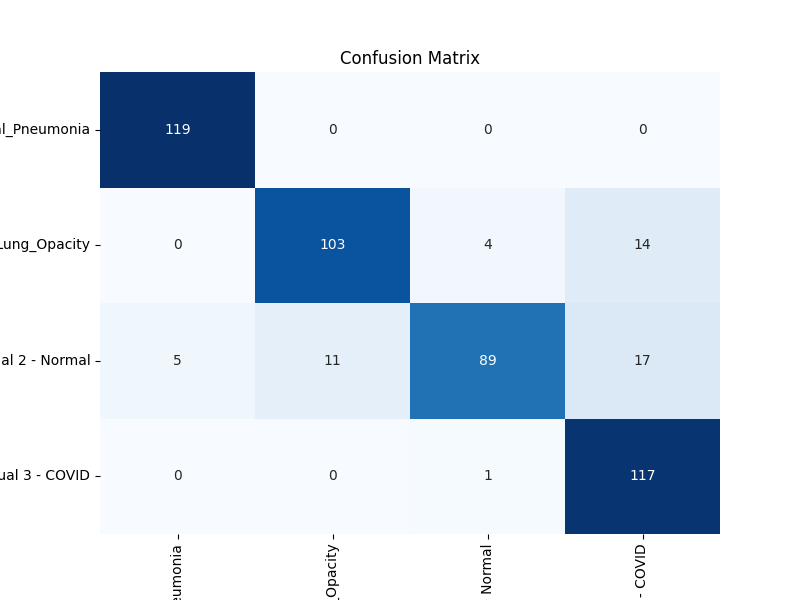 Confusion Matrix
al_Pneumonia
119 0 0 0
Lung_Opacity
0 103 4 14
al 2 - Normal
5 11 89 17
ual 3 - COVID
0 0 1 117
eumonia
_Opacity
Normal
- COVID